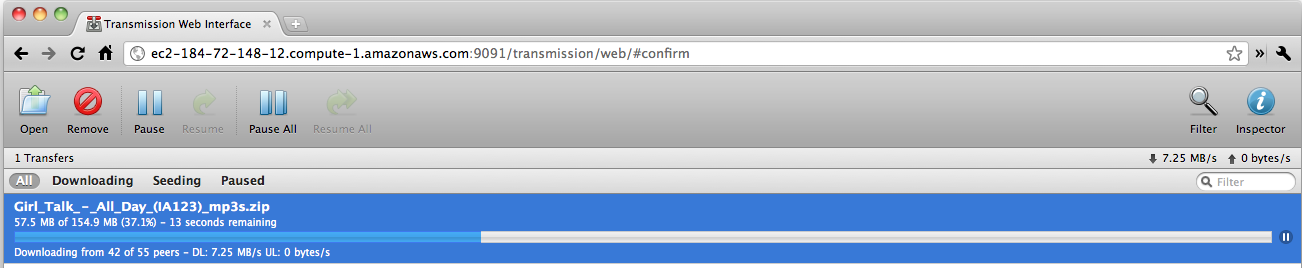 Transmission Web Interface
ec2-184-72-148-12.compute-1.amazonaws.com:9091/transmission/web/#confirm
Open Remove Pause Resume Pause All Resume All Filter Inspector
1 Transfers 7.25 MB/s 0 bytes/s
All Downloading Seeding Paused Filter
Girl_Talk_-_All_Day_(IA123)_mp3s.zip
57.5 MB of 154.9 MB (37.1%) - 13 seconds remaining
Downloading from 42 of 55 peers - DL: 7.25 MB/s UL: 0 bytes/s